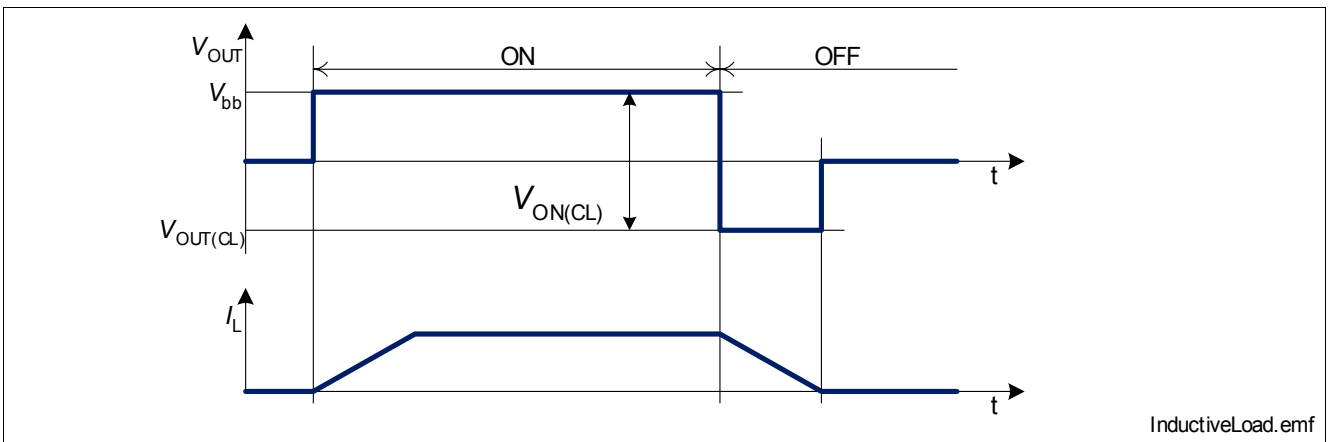 VOUT
ON
OFF
Vbb
t
VON(CL)
VOUT(CL)
IL
t
InductiveLoad.emf